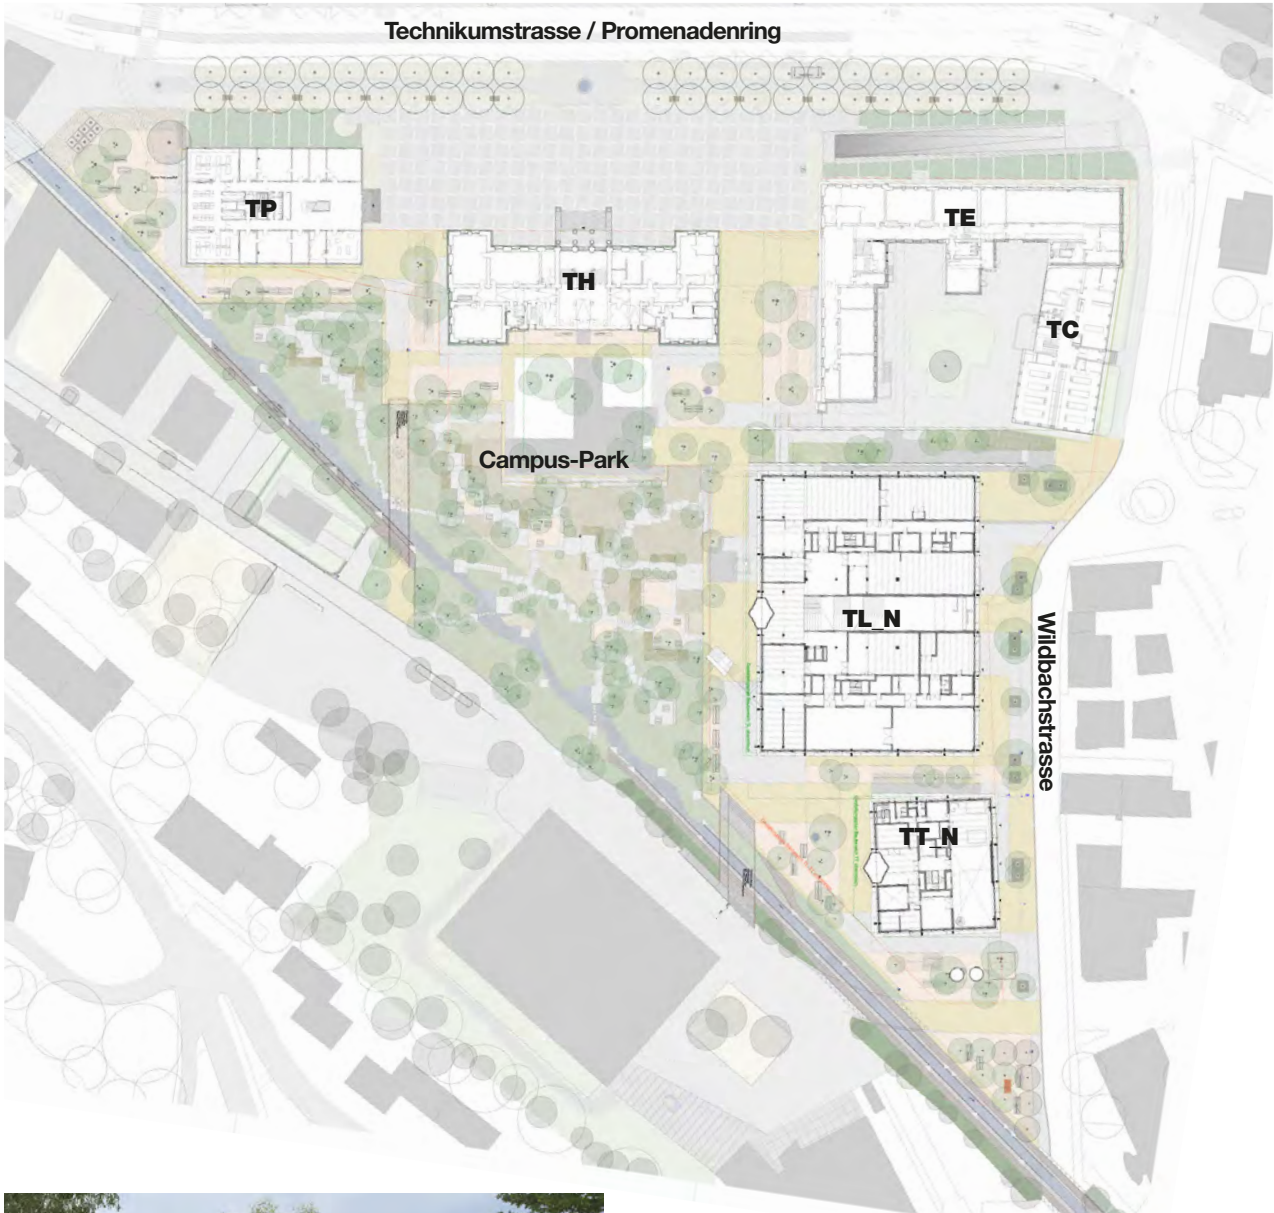 Technikumstrasse / Promenadenring
TP
TE
TH
TC
Campus-Park
TL_N
Wildbachstrasse
TT_N